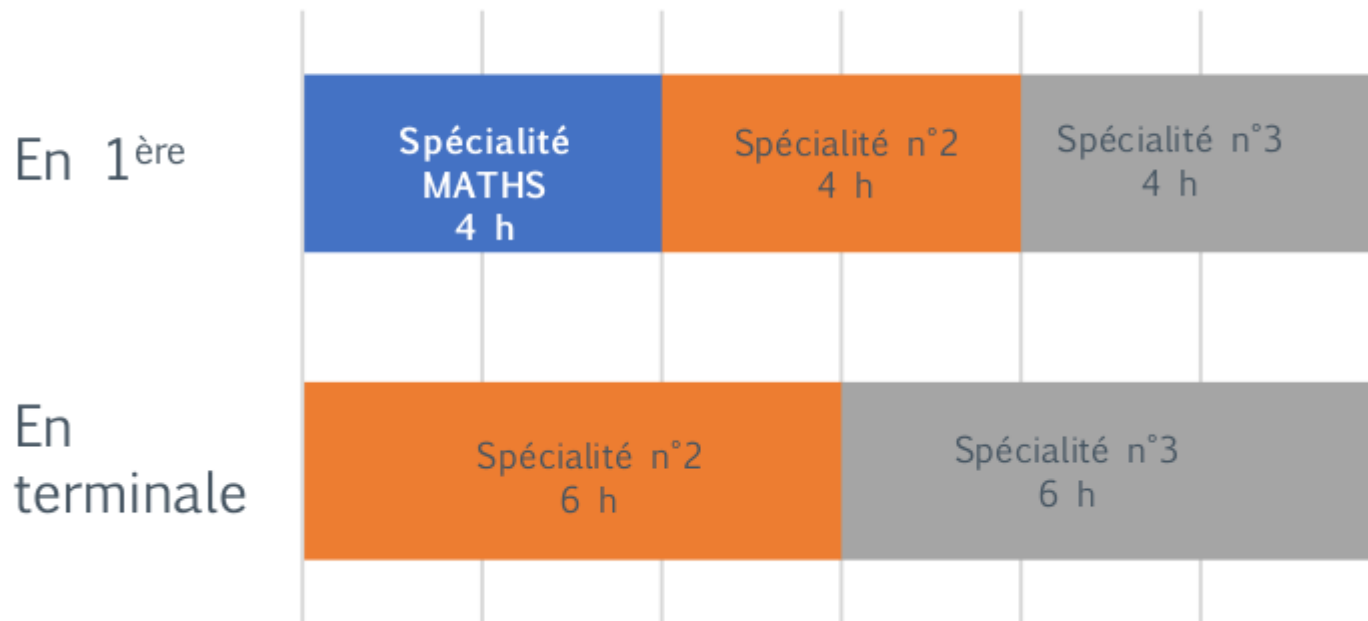 En 1ère
Spécialité
MATHS
4 h
Spécialité n°2
4 h
Spécialité n°3
4 h
En
terminale
Spécialité n°2
6 h
Spécialité n°3
6 h